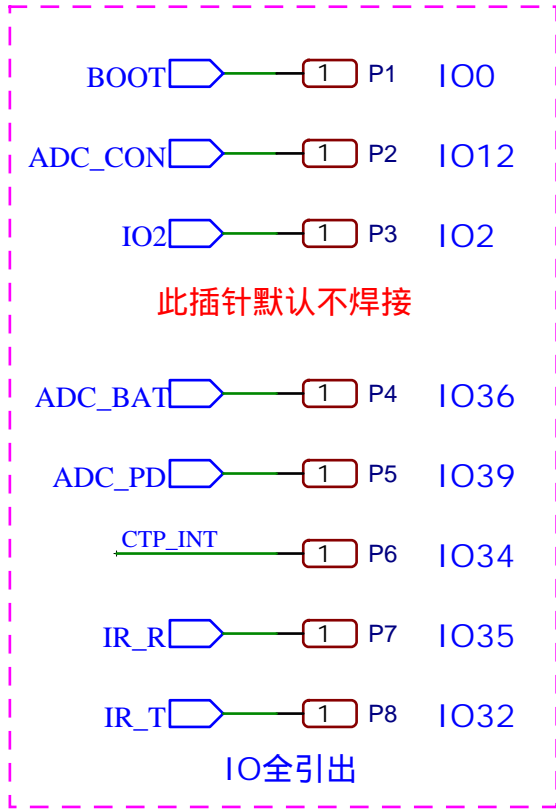 BOOT 1 P1 IO0
ADC_CON 1 P2 IO12
IO2 1 P3 IO2
此插针默认不焊接
ADC_BAT 1 P4 IO36
ADC_PD 1 P5 IO39
CTP_INT 1 P6 IO34
IR_R 1 P7 IO35
IR_T 1 P8 IO32
IO全引出